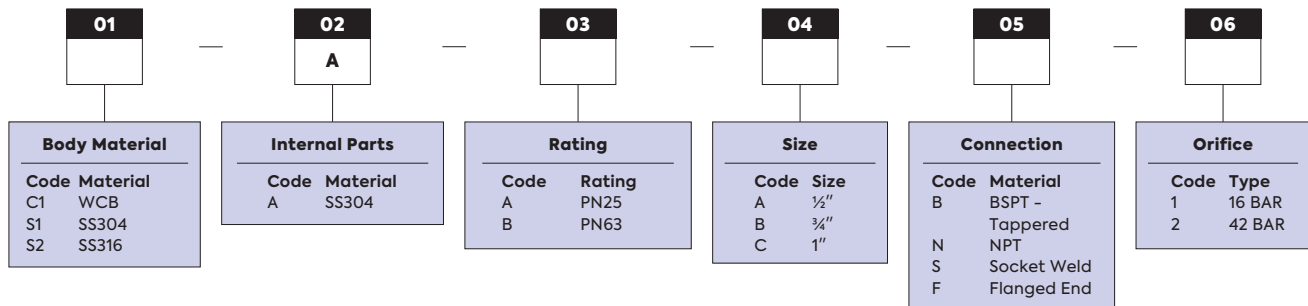 01 — 02 — 03 — 04 — 05 — 06
A
Body Material
Code Material
C1 WCB
S1 SS304
S2 SS316
Internal Parts
Code Material
A SS304
Rating
Code Rating
A PN25
B PN63
Size
Code Size
A ½"
B ¾"
C 1"
Connection
Code Material
B BSPT -
Tappered
N NPT
S Socket Weld
F Flanged End
Orifice
Code Type
1 16 BAR
2 42 BAR